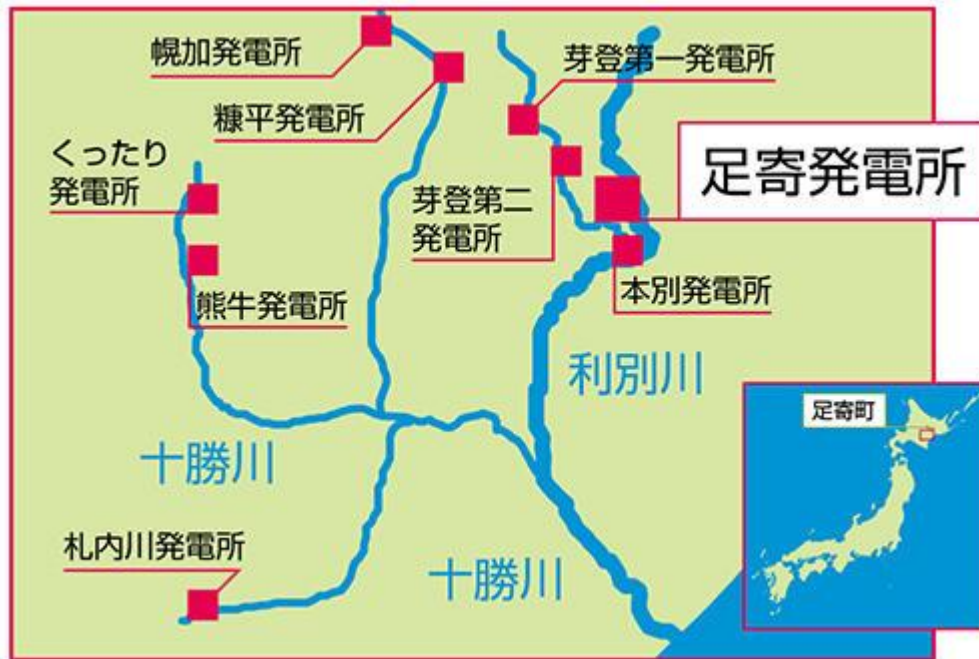 幌加発電所
糠平発電所
芽登第一発電所
くったり
発電所
芽登第二
発電所
足寄発電所
熊牛発電所
本別発電所
利別川
足寄町
十勝川
札内川発電所
十勝川